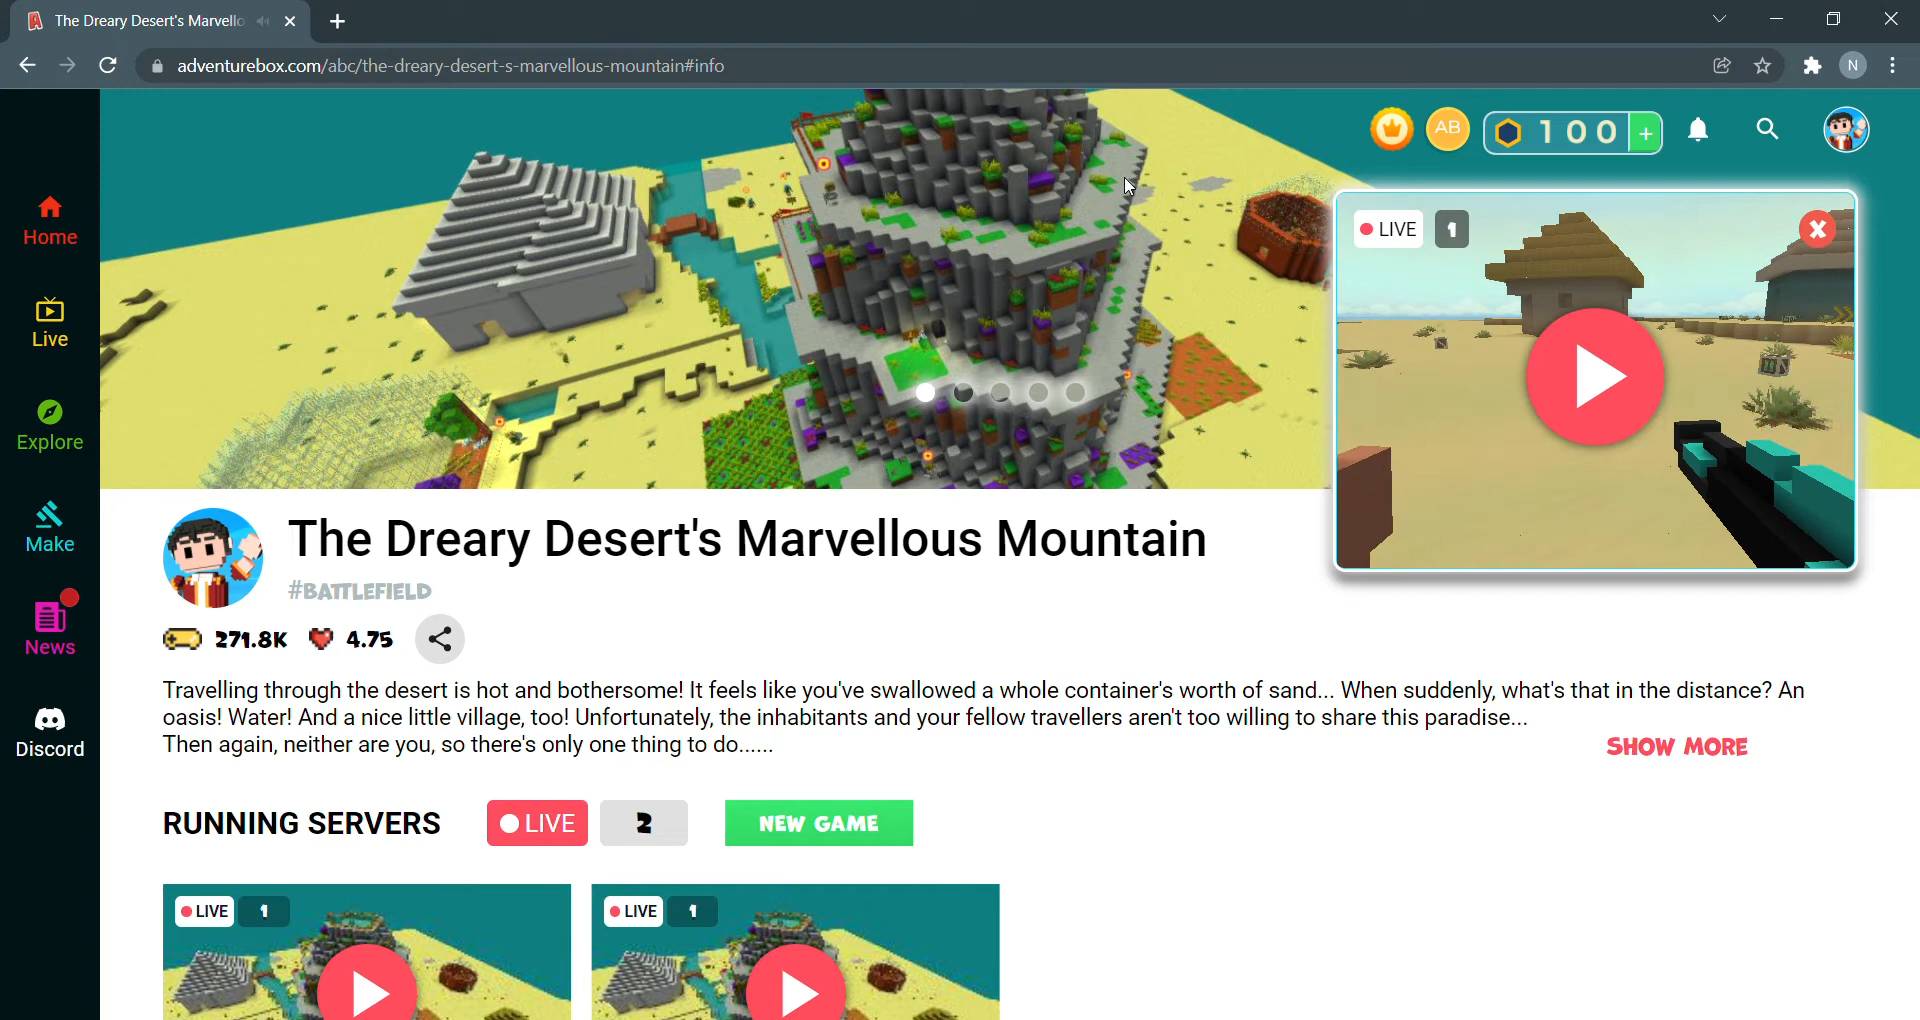 The Dreary Desert's Marvello
adventurebox.com/abc/the-dreary-desert-s-marvellous-mountain#info
N
AB
100
+
Home
Live
Explore
Make
News
Discord
LIVE 1
The Dreary Desert's Marvellous Mountain
#BATTLEFIELD
271.8K 4.75
Travelling through the desert is hot and bothersome! It feels like you've swallowed a whole container's worth of sand... When suddenly, what's that in the distance? An
oasis! Water! And a nice little village, too! Unfortunately, the inhabitants and your fellow travellers aren't too willing to share this paradise...
Then again, neither are you, so there's only one thing to do......
SHOW MORE
RUNNING SERVERS LIVE 2 NEW GAME
LIVE 1
LIVE 1